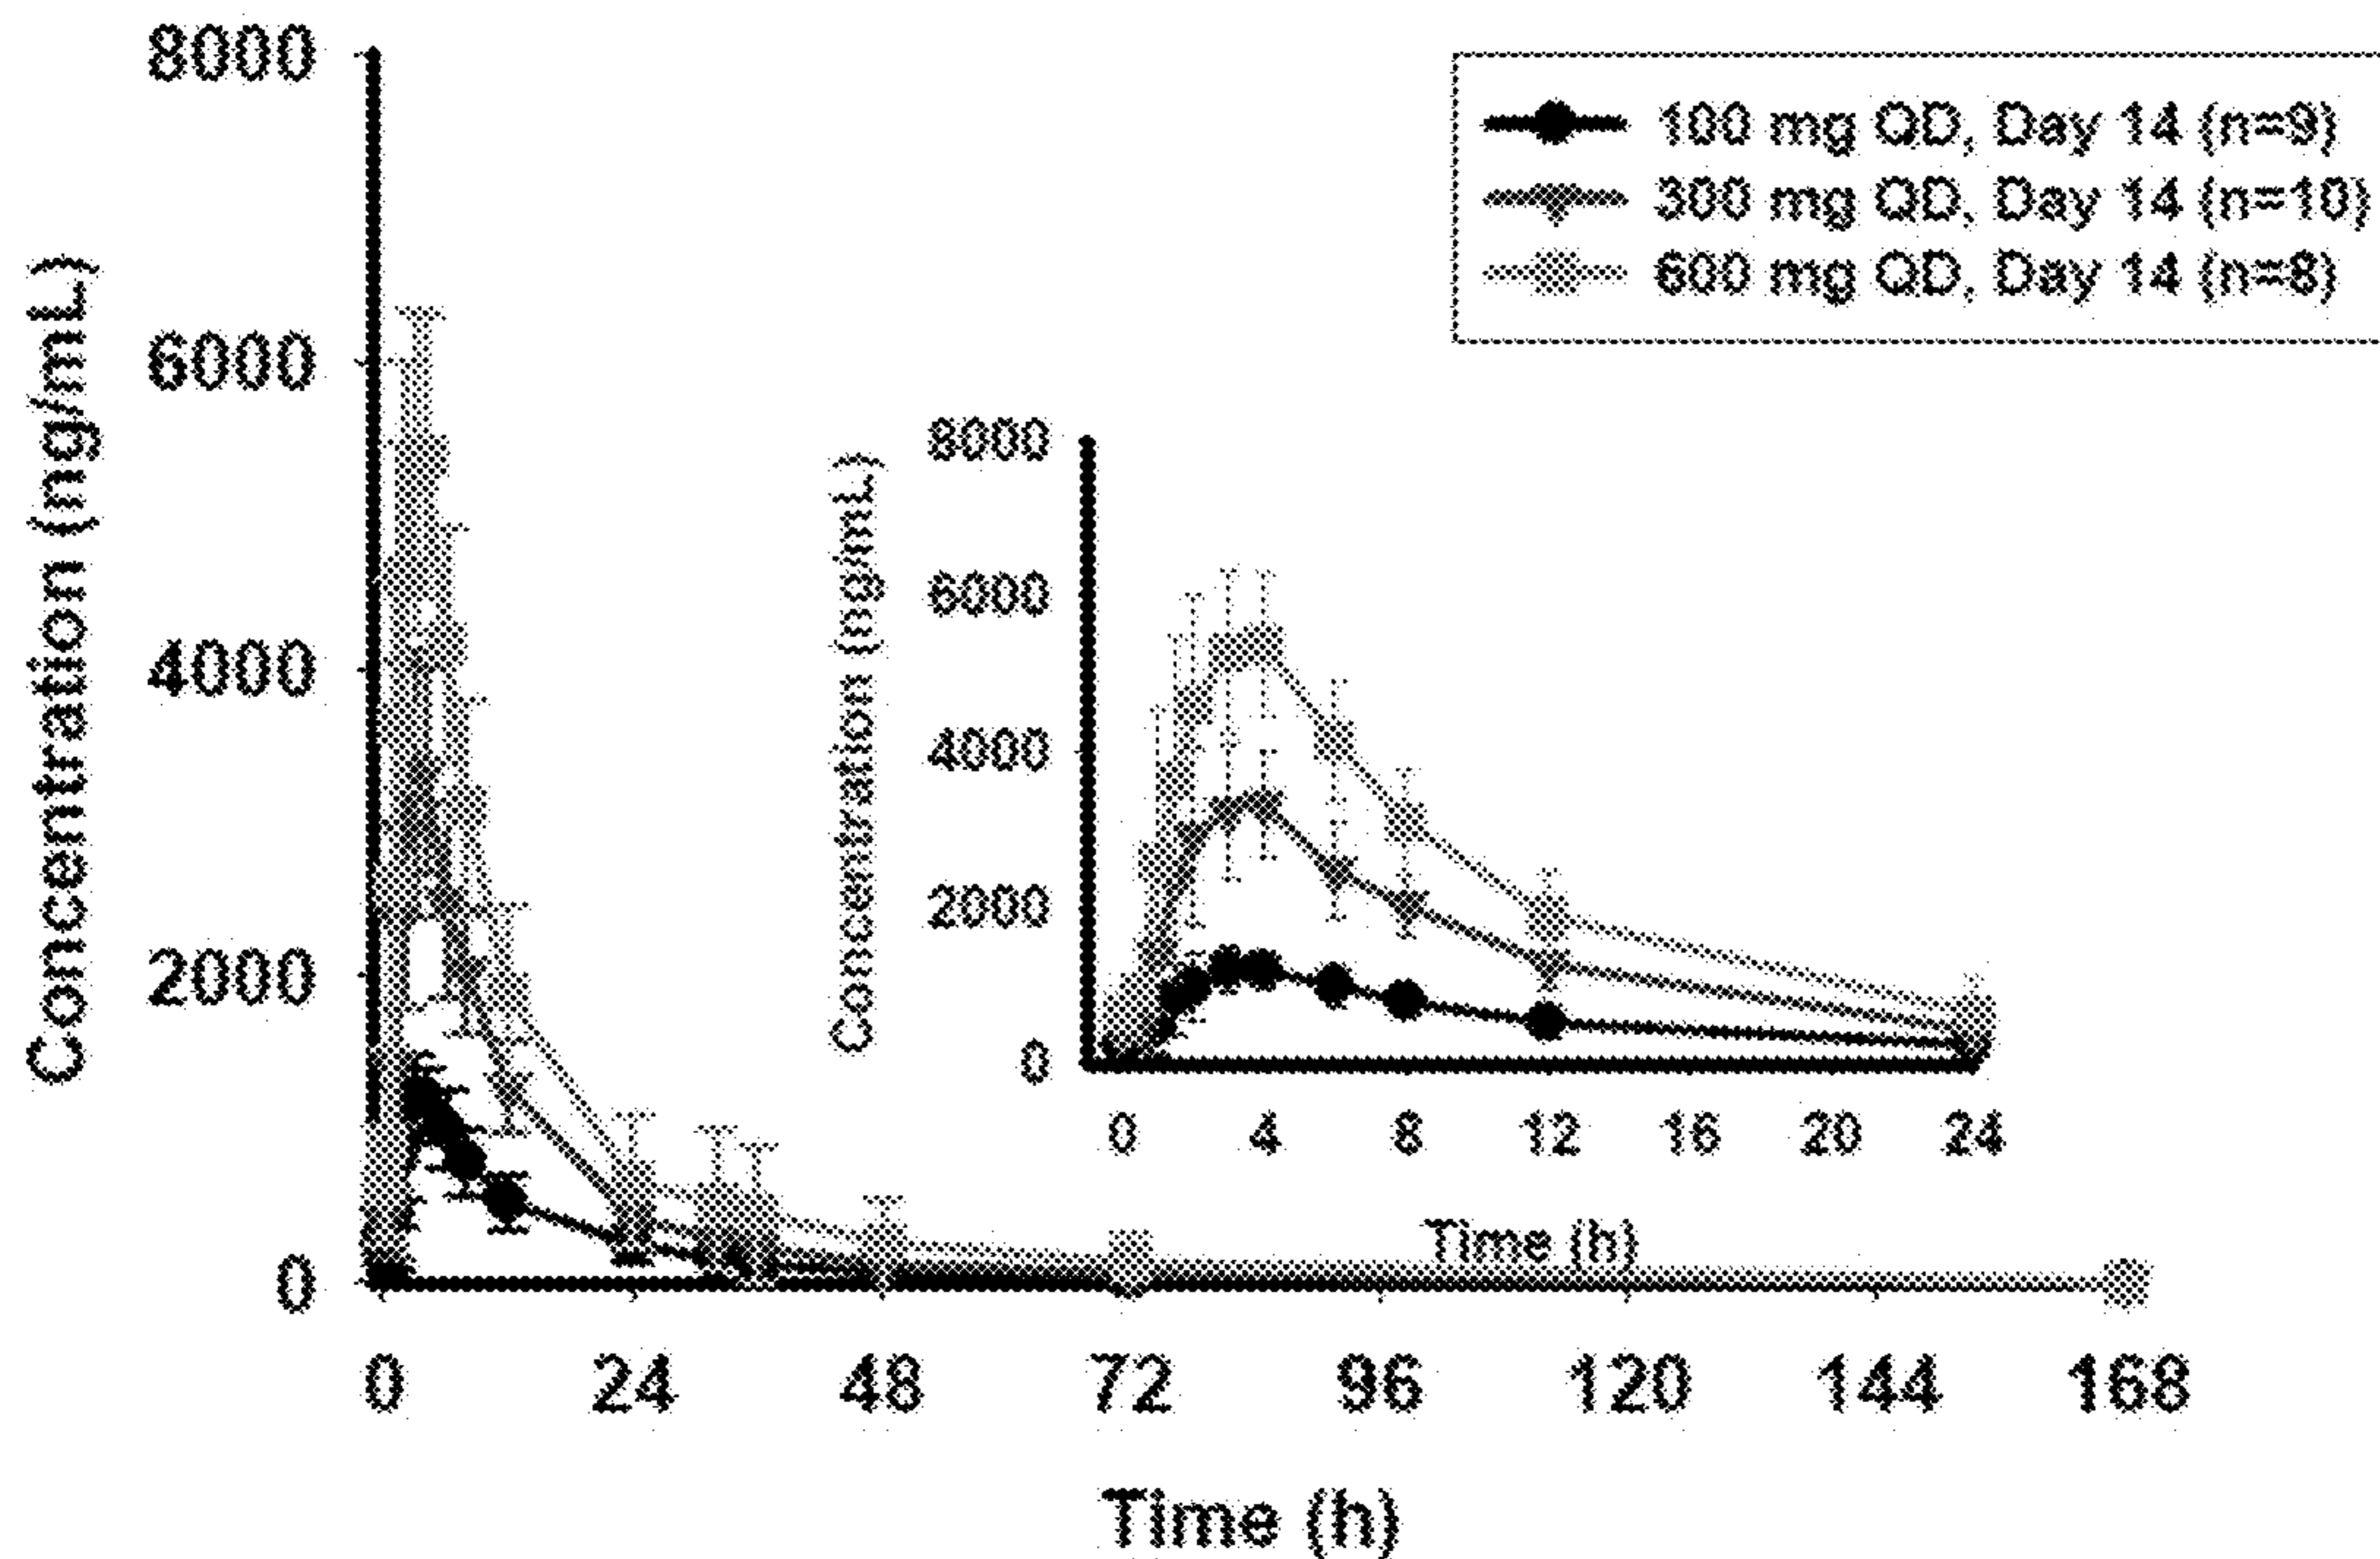 Concentration (ng/mL)
8000
6000
4000
2000
0
0 24 48 72 96 120 144 168
Time (h)
100 mg QD, Day 14 (n=9)
300 mg QD, Day 14 (n=10)
600 mg QD, Day 14 (n=8)
Concentration (ng/mL)
8000
6000
4000
2000
0
0 4 8 12 16 20 24
Time (h)